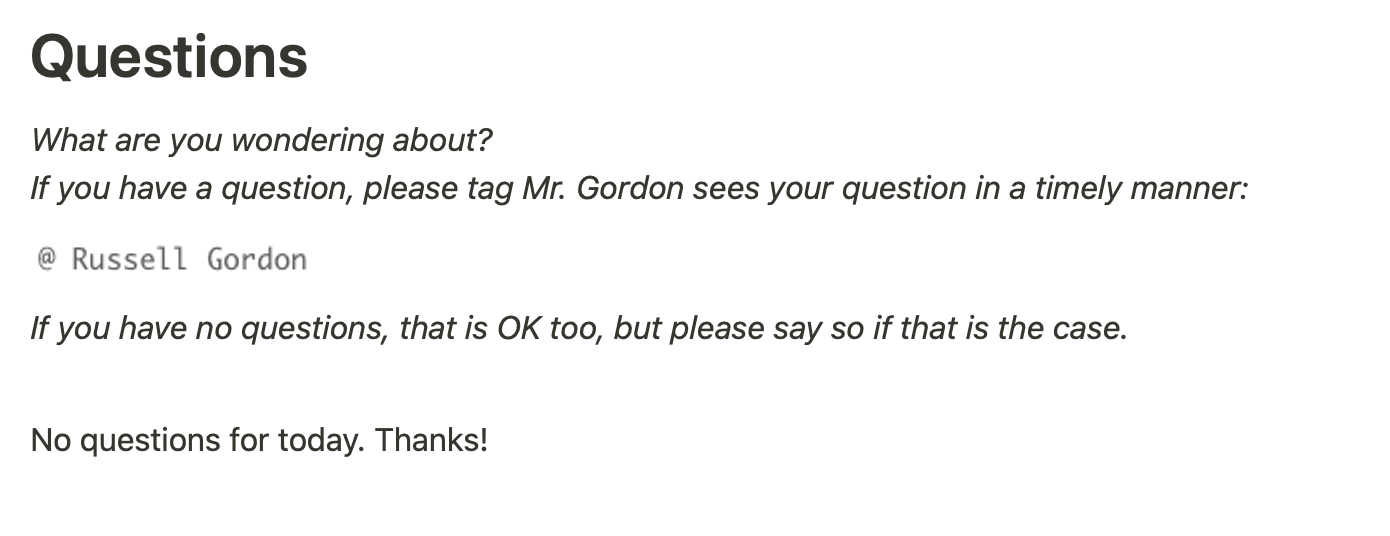 Questions
What are you wondering about?
If you have a question, please tag Mr. Gordon sees your question in a timely manner:
@ Russell Gordon
If you have no questions, that is OK too, but please say so if that is the case.
No questions for today. Thanks!